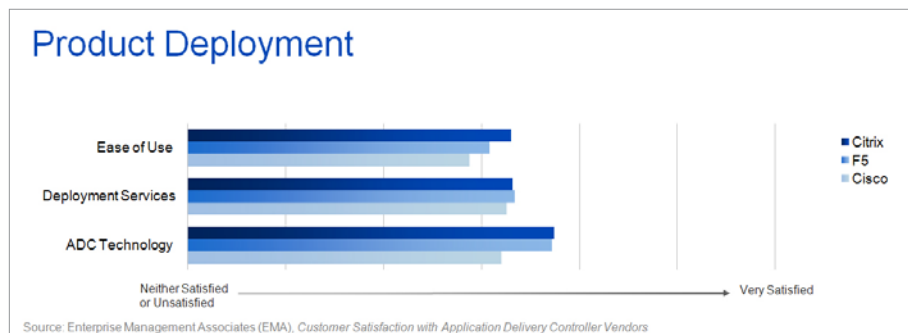 Product Deployment
Ease of Use
Deployment Services
ADC Technology
Citrix
F5
Cisco
Neither Satisfied
or Unsatisfied
Very Satisfied
Source: Enterprise Management Associates (EMA), Customer Satisfaction with Application Delivery Controller Vendors